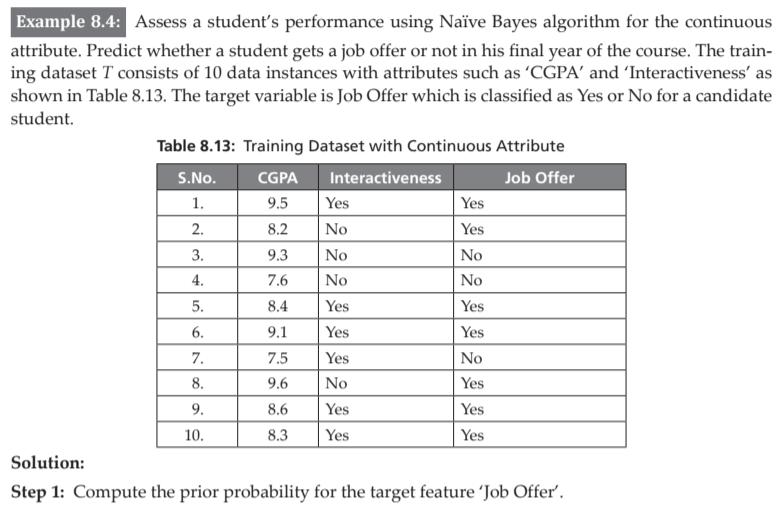 Example 8.4: Assess a student's performance using Naïve Bayes algorithm for the continuous
attribute. Predict whether a student gets a job offer or not in his final year of the course. The train-
ing dataset T consists of 10 data instances with attributes such as 'CGPA' and 'Interactiveness' as
shown in Table 8.13. The target variable is Job Offer which is classified as Yes or No for a candidate
student.
Table 8.13: Training Dataset with Continuous Attribute
S.No. CGPA Interactiveness Job Offer
1. 9.5 Yes Yes
2. 8.2 No Yes
3. 9.3 No No
4. 7.6 No No
5. 8.4 Yes Yes
6. 9.1 Yes Yes
7. 7.5 Yes No
8. 9.6 No Yes
9. 8.6 Yes Yes
10. 8.3 Yes Yes
Solution:
Step 1: Compute the prior probability for the target feature 'Job Offer'.